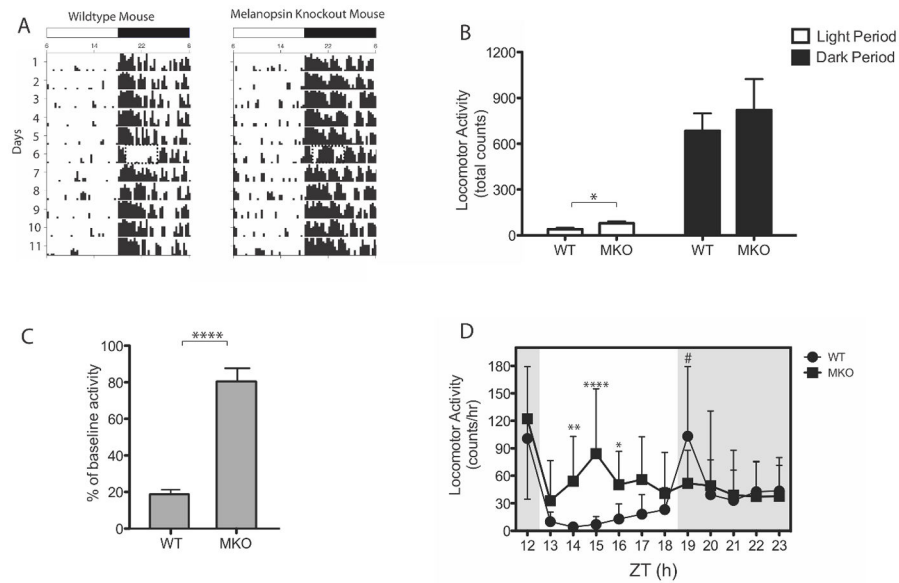 A
Wildtype Mouse
Melanopsin Knockout Mouse
6 14 22 6
6 14 22 6
Days
1
2
3
4
5
6
7
8
9
10
11
B
Light Period
Dark Period
Locomotor Activity
(total counts)
1200
900
600
300
0
*
WT MKO WT MKO
C
% of baseline activity
100
80
60
40
20
0
****
WT MKO
D
WT
MKO
Locomotor Activity
(counts/hr)
180
150
120
90
60
30
0
**
****
*
#
12 13 14 15 16 17 18 19 20 21 22 23
ZT (h)